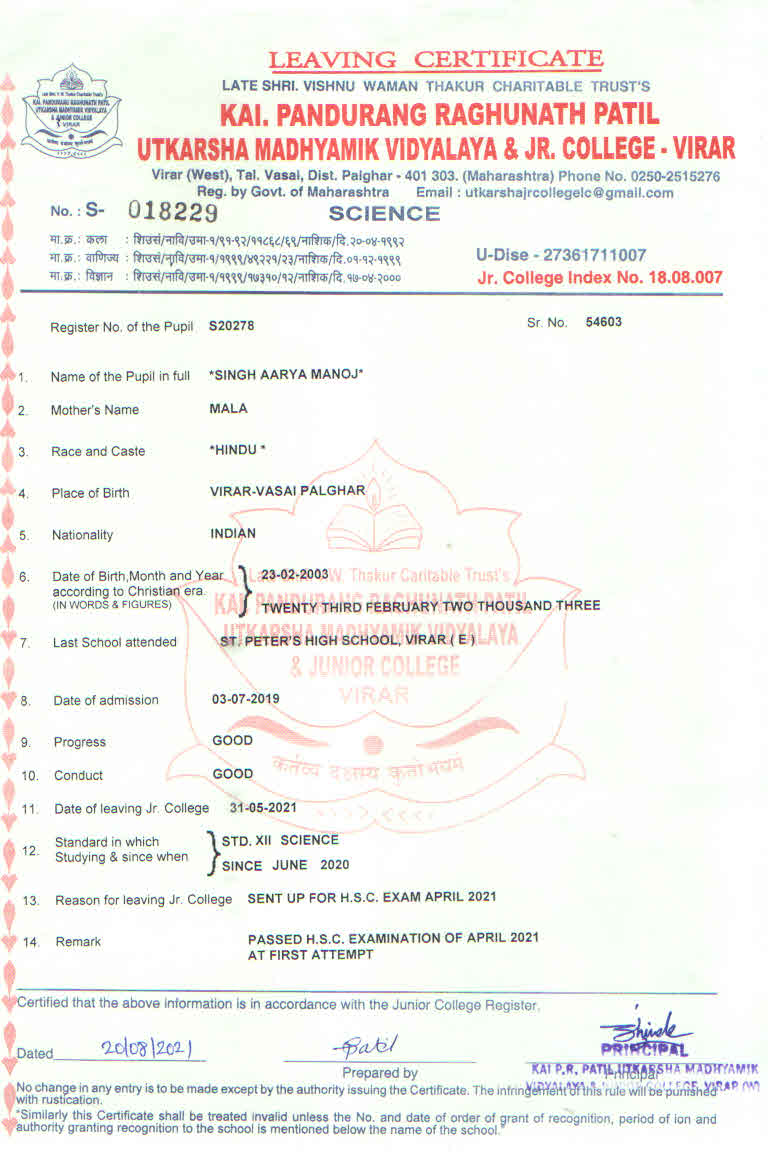 LEAVING CERTIFICATE
LATE SHRI. VISHNU WAMAN THAKUR CHARITABLE TRUST'S
KAI. PANDURANG RAGHUNATH PATIL
UTKARSHA MADHYAMIK VIDYALAYA & JR. COLLEGE - VIRAR
Late Shri. V. W. Thakur Charitable Trust's
KAI. PANDURANG RAGHUNATH PATIL
UTKARSHA MADHYAMIK VIDYALAYA
& JUNIOR COLLEGE
VIRAR
Virar (West), Tal. Vasai, Dist. Palghar - 401 303. (Maharashtra) Phone No. 0250-2515276
Reg. by Govt. of Maharashtra Email : utkarshajrcollegelc@gmail.com
No. : S- 018229 SCIENCE
मा.क्र.: कला : शिउसं/नावि/उमा-१/९१-९२/११८६८/६९/नाशिक/दि.२०-०४-१९९२
मा.क्र.: वाणिज्य : शिउसं/नावि/उमा-१/१९९९/४९२२१/२३/नाशिक/दि.०१-१२-१९९९
मा.क्र.: विज्ञान : शिउसं/नावि/उमा-१/१९९९/१७३१०/१२/नाशिक/दि.१७-०४-२०००
U-Dise - 27361711007
Jr. College Index No. 18.08.007
Register No. of the Pupil S20278 Sr. No. 54603
1. Name of the Pupil in full *SINGH AARYA MANOJ*
2. Mother's Name MALA
3. Race and Caste *HINDU *
4. Place of Birth VIRAR-VASAI PALGHAR
5. Nationality INDIAN
6. Date of Birth,Month and Year 23-02-2003
according to Christian era.
(IN WORDS & FIGURES) TWENTY THIRD FEBRUARY TWO THOUSAND THREE
7. Last School attended ST. PETER'S HIGH SCHOOL, VIRAR ( E )
8. Date of admission 03-07-2019
9. Progress GOOD
10. Conduct GOOD
11. Date of leaving Jr. College 31-05-2021
12. Standard in which STD. XII SCIENCE
Studying & since when SINCE JUNE 2020
13. Reason for leaving Jr. College SENT UP FOR H.S.C. EXAM APRIL 2021
14. Remark PASSED H.S.C. EXAMINATION OF APRIL 2021
AT FIRST ATTEMPT
W. Thakur Caritable Trust's
KAI PANDURANG RAGHUNATH PATIL
UTKARSHA MADHYAMIK VIDYALAYA
& JUNIOR COLLEGE
VIRAR
कर्तव्य
Certified that the above information is in accordance with the Junior College Register.
Dated 20/08/2021 Patil Shinde
Prepared by Principal
PRINCIPAL
KAI P.R. PATIL UTKARSHA MADHYAMIK
VIDYALAYA & JUNIOR COLLEGE, VIRAR (W)
No change in any entry is to be made except by the authority issuing the Certificate. The infringement of this rule will be punished
with rustication.
"Similarly this Certificate shall be treated invalid unless the No. and date of order of grant of recognition, period of ion and
authority granting recognition to the school is mentioned below the name of the school."